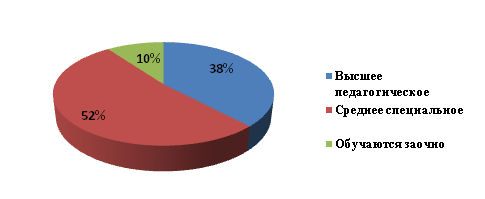 10%
38%
52%
Высшее
педагогическое
Среднее специальное
Обучаются заочно